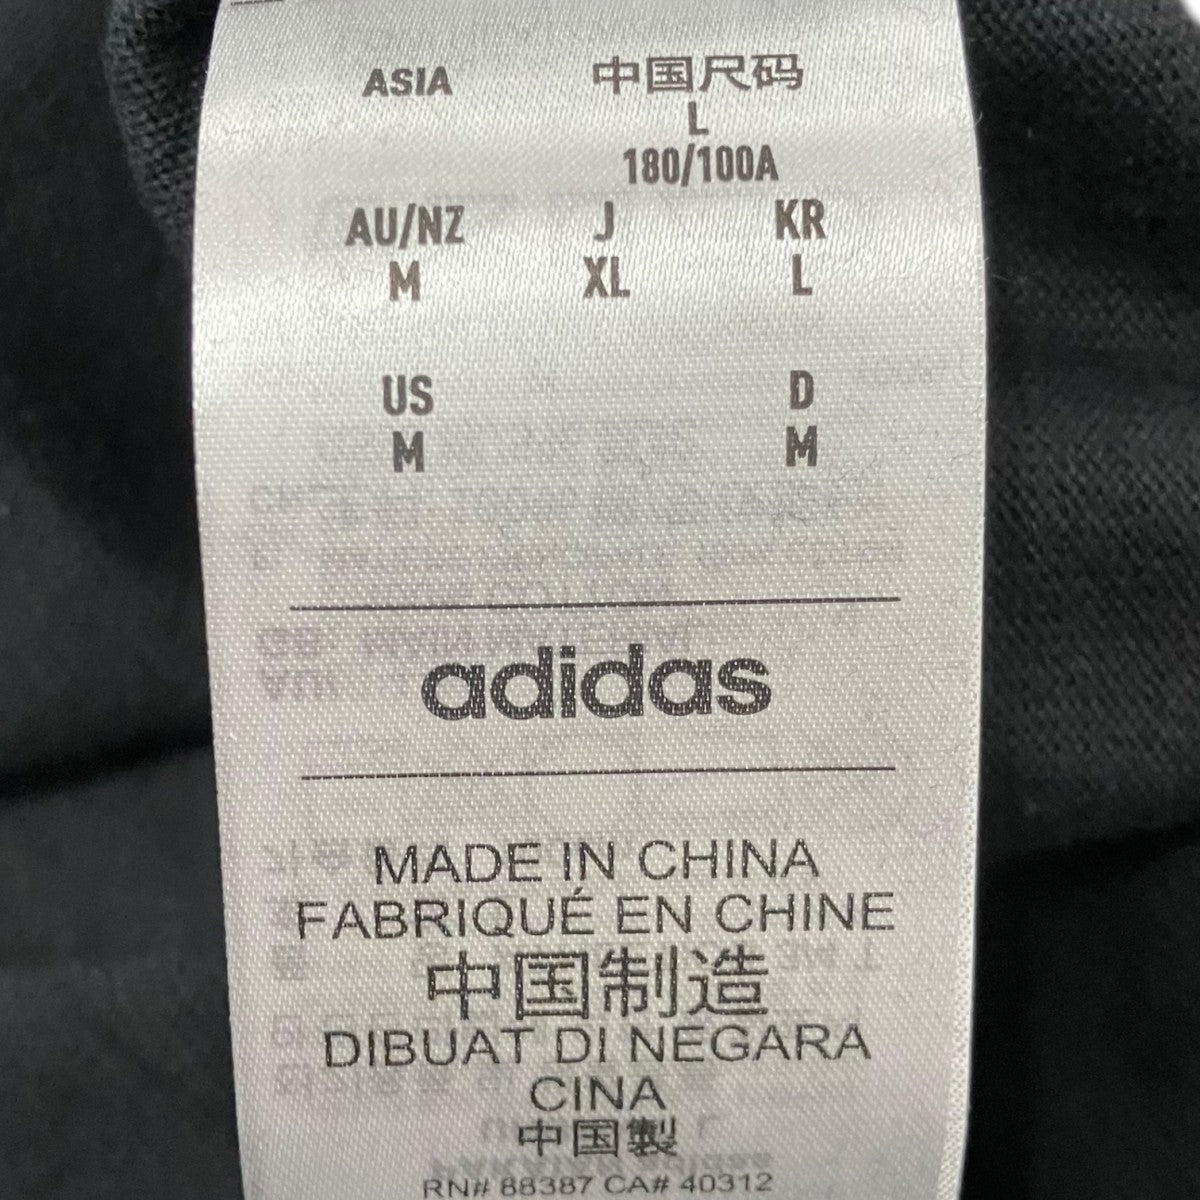 ASIA 中国尺码
L
180/100A
AU/NZ J KR
M XL L
US D
M M
adidas
MADE IN CHINA
FABRIQUÉ EN CHINE
中国制造
DIBUAT DI NEGARA
CINA
中国製
RN# 88387 CA# 40312